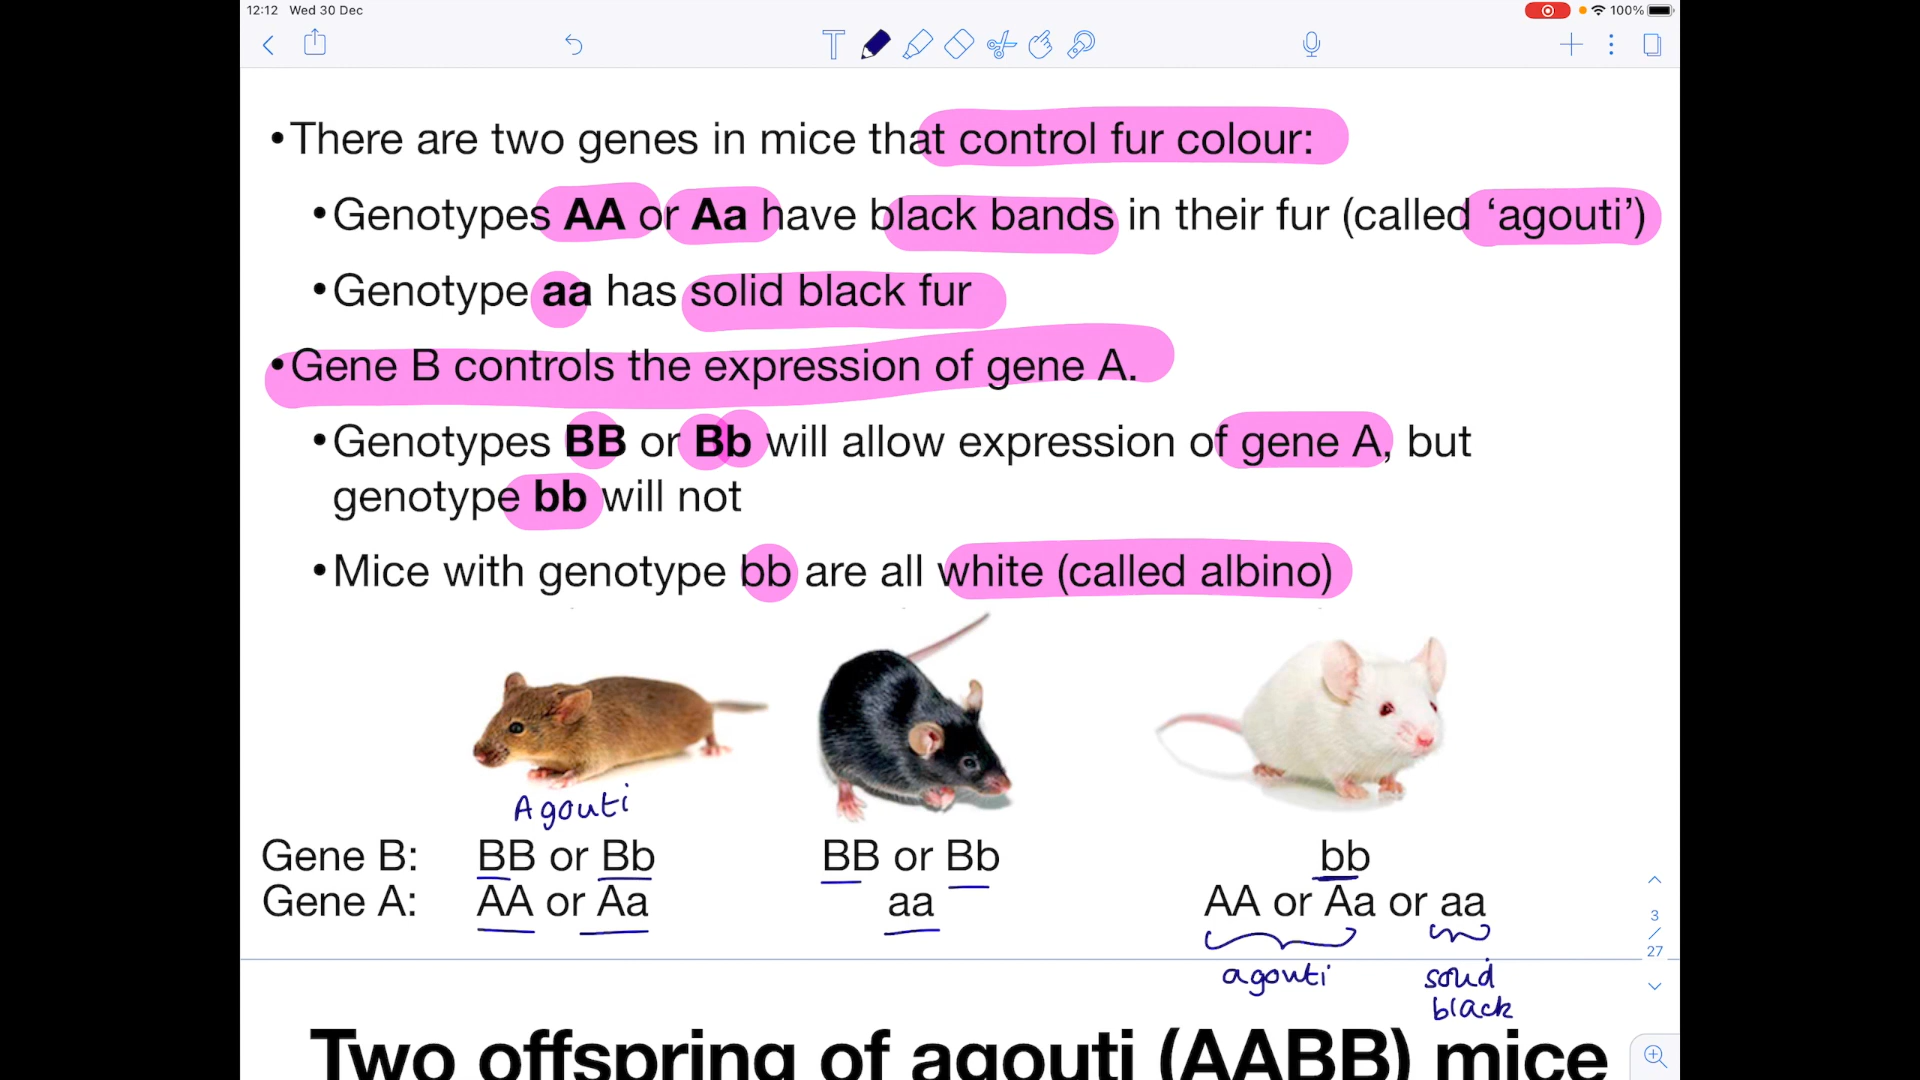 12:12 Wed 30 Dec
100%
T
•There are two genes in mice that control fur colour:
•Genotypes AA or Aa have black bands in their fur (called ‘agouti’)
•Genotype aa has solid black fur
•Gene B controls the expression of gene A.
•Genotypes BB or Bb will allow expression of gene A, but
genotype bb will not
•Mice with genotype bb are all white (called albino)
Agouti
Gene B: BB or Bb BB or Bb bb
Gene A: AA or Aa aa AA or Aa or aa
3
/
27
agouti solid
black
Two offspring of agouti (AABB) mice